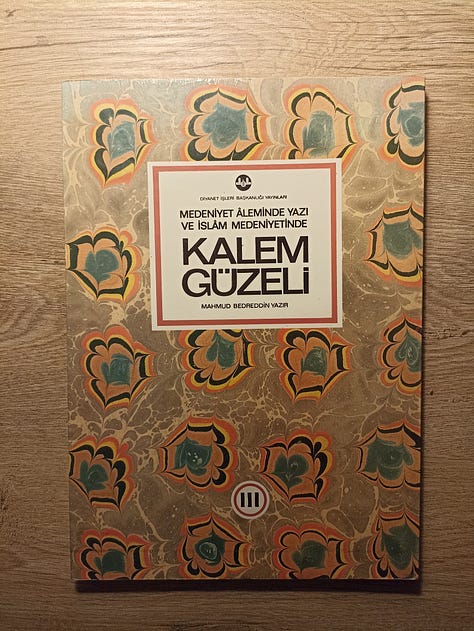 DİYANET İŞLERİ BAŞKANLIĞI YAYINLARI
MEDENİYET ÂLEMİNDE YAZI
VE İSLÂM MEDENİYETİNDE
KALEM
GÜZELİ
MAHMUD BEDREDDİN YAZIR
III